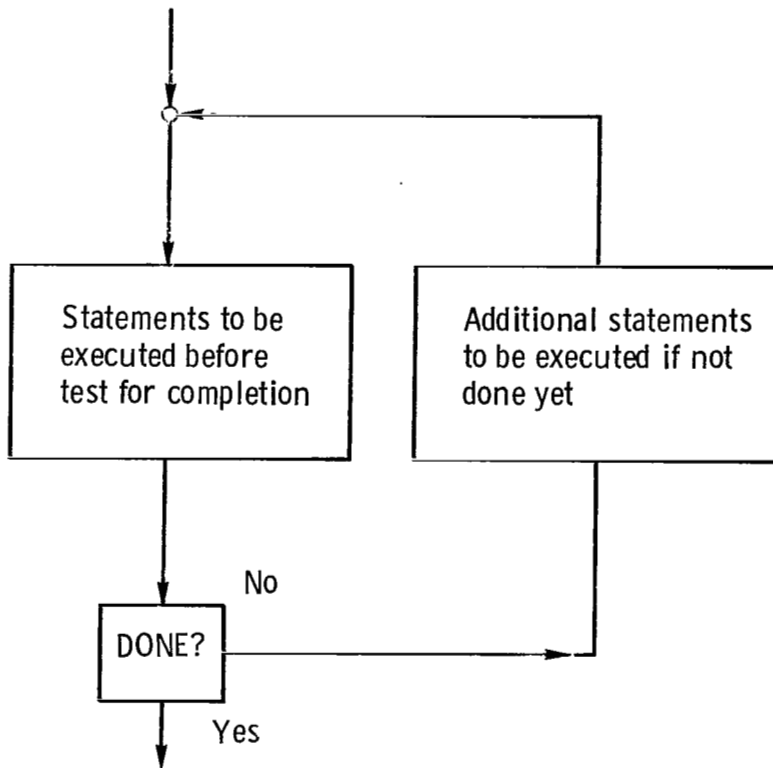 Statements to be
executed before
test for completion
Additional statements
to be executed if not
done yet
No
DONE?
Yes